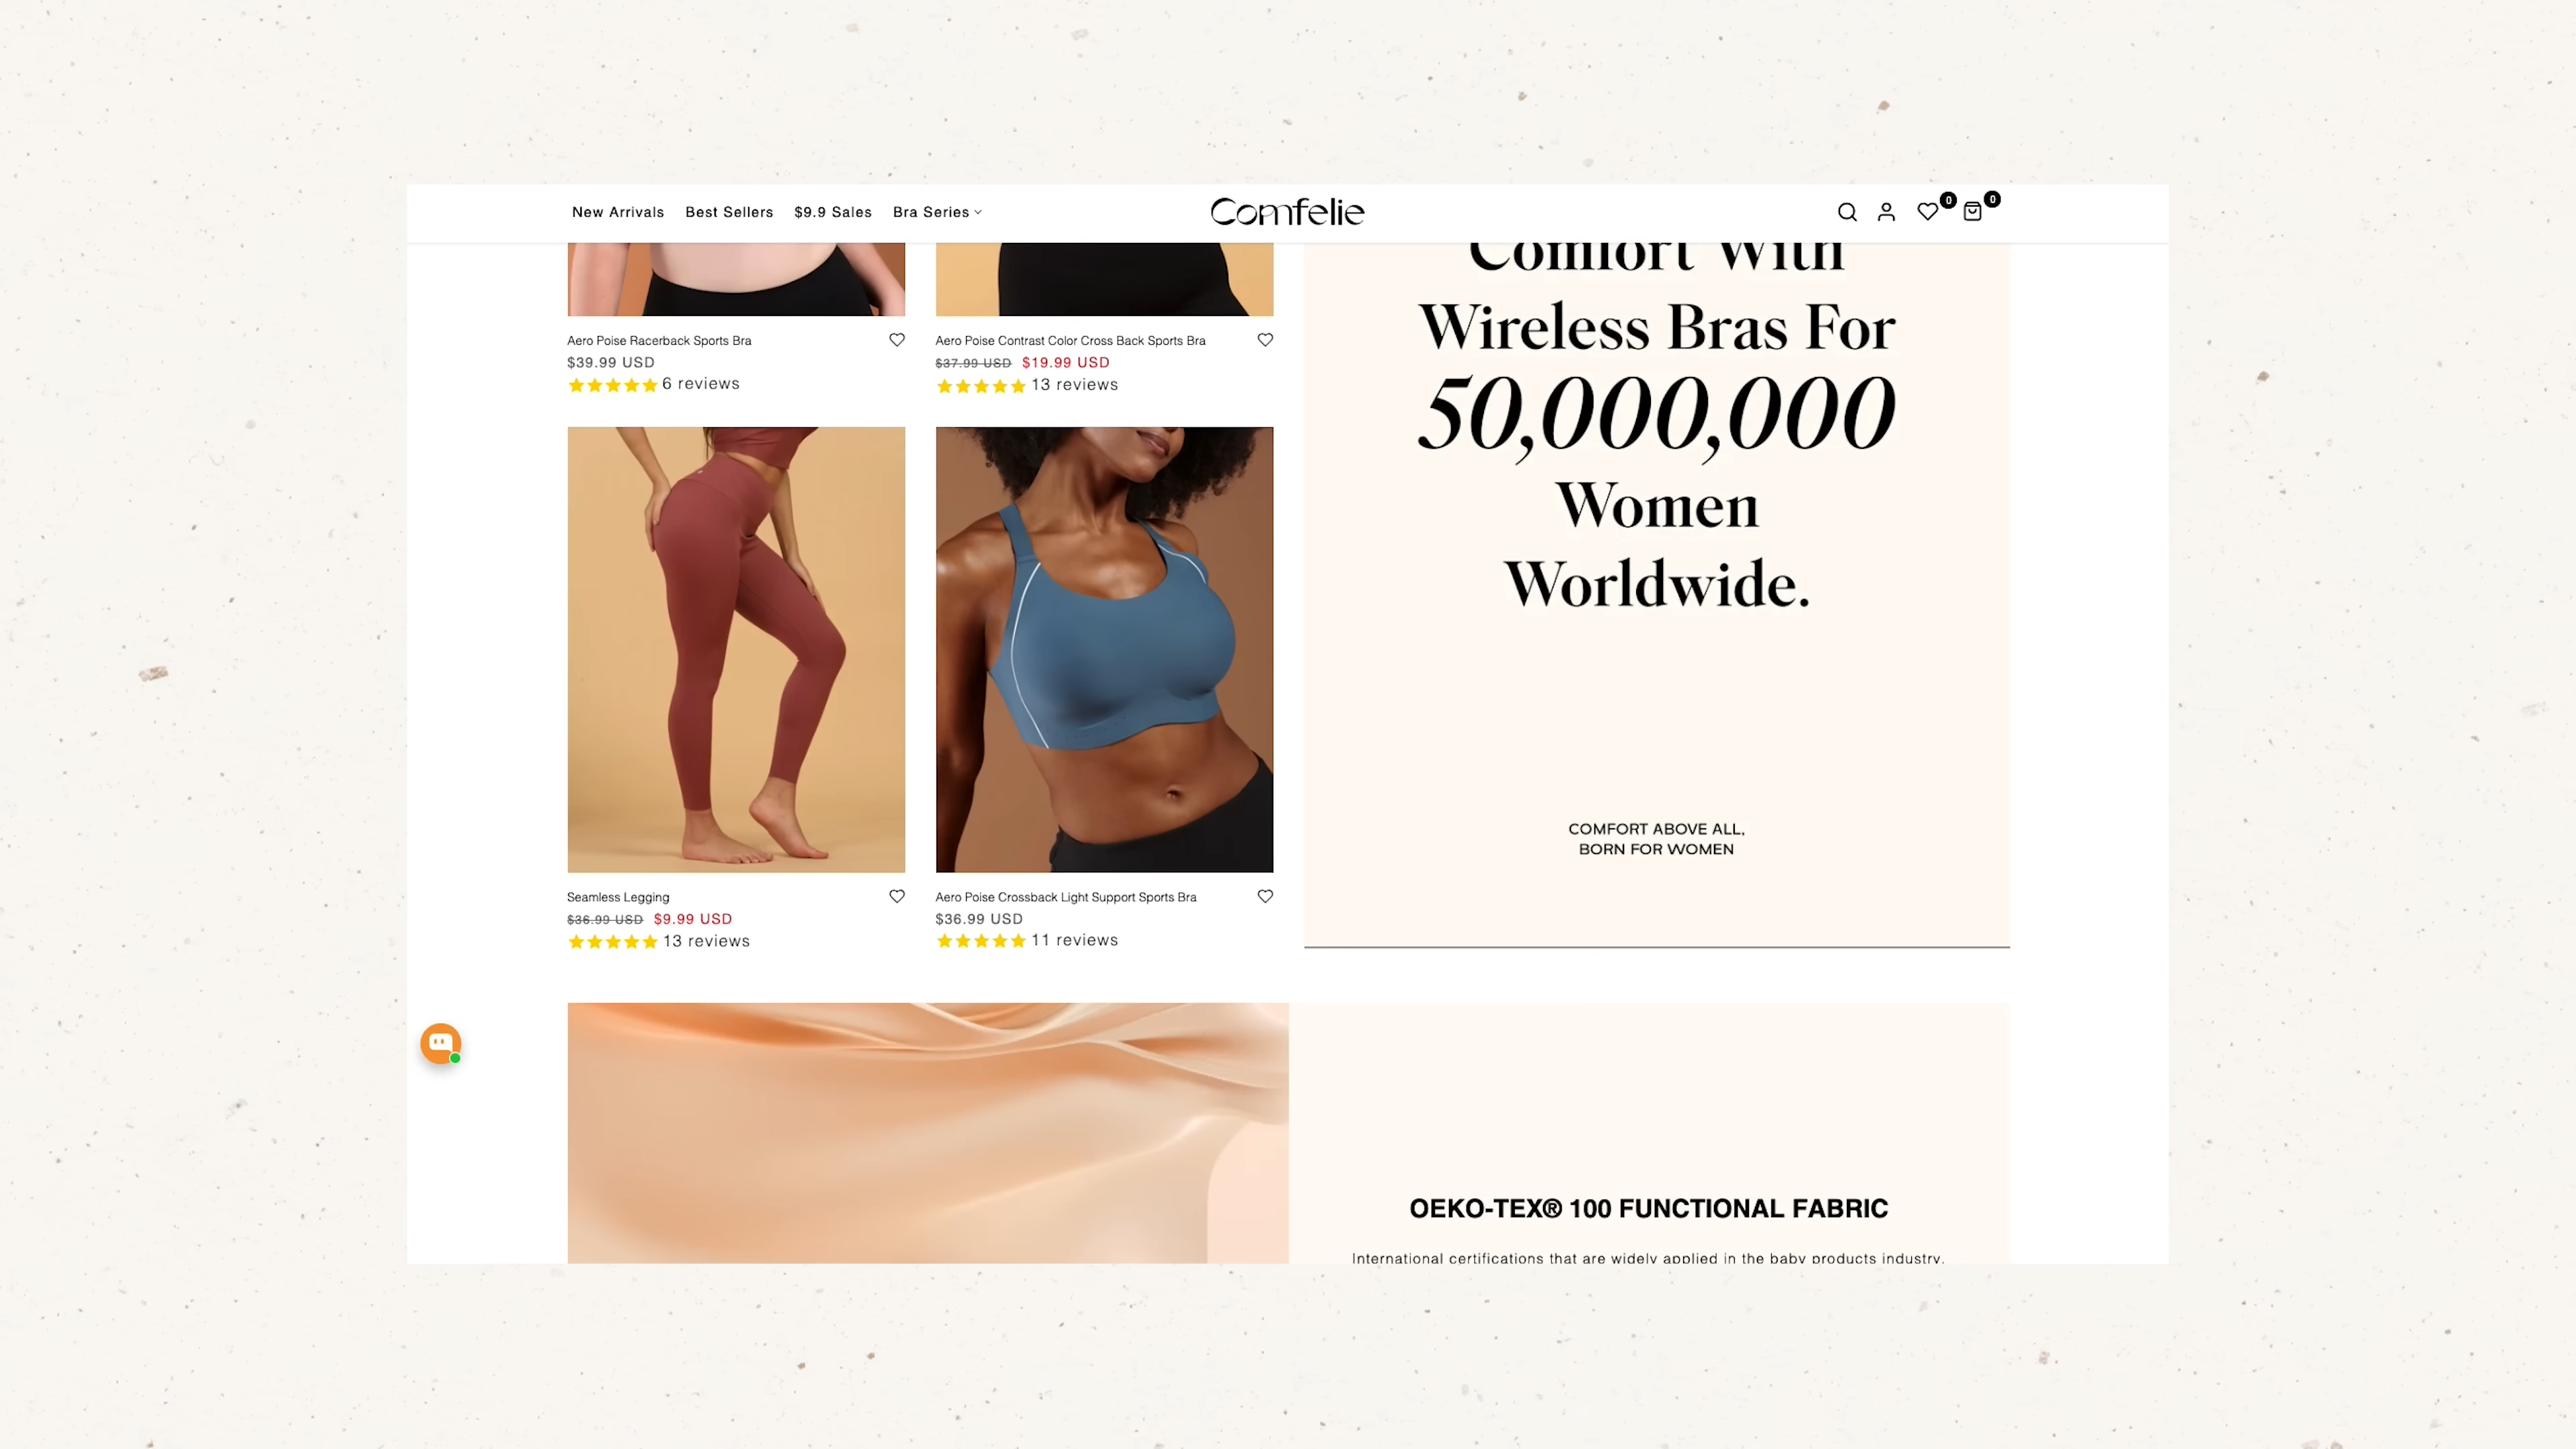 New Arrivals
Best Sellers
$9.9 Sales
Bra Series
Comfelie
0
0
Aero Poise Racerback Sports Bra
$39.99 USD
6 reviews
Aero Poise Contrast Color Cross Back Sports Bra
$37.99 USD $19.99 USD
13 reviews
Seamless Legging
$36.99 USD $9.99 USD
13 reviews
Aero Poise Crossback Light Support Sports Bra
$36.99 USD
11 reviews
Comfort With
Wireless Bras For
50,000,000
Women
Worldwide.
COMFORT ABOVE ALL,
BORN FOR WOMEN
OEKO-TEX® 100 FUNCTIONAL FABRIC
International certifications that are widely applied in the baby products industry.